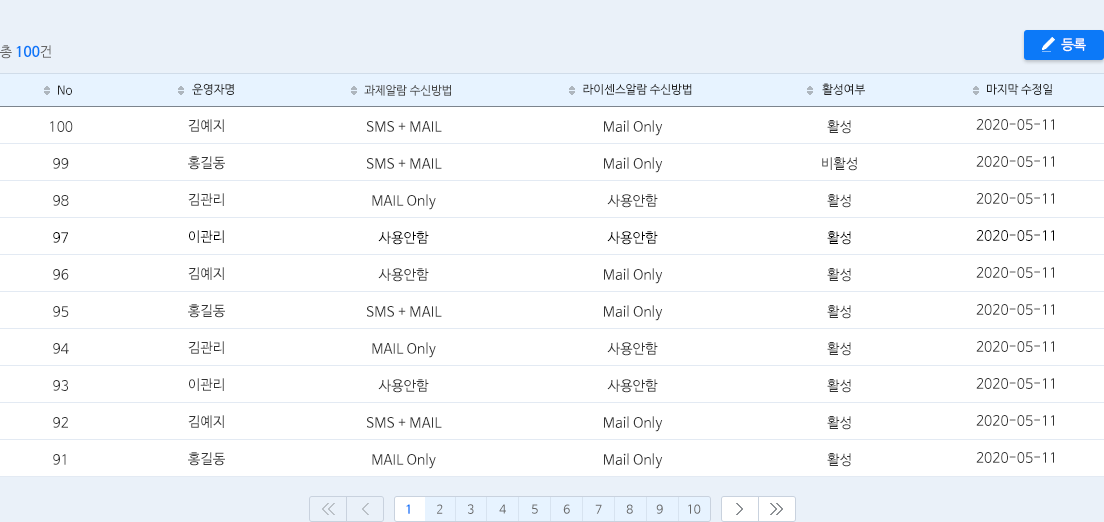 총 100건
등록
No 운영자명 과제알람 수신방법 라이센스알람 수신방법 활성여부 마지막 수정일
100 김예지 SMS + MAIL Mail Only 활성 2020-05-11
99 홍길동 SMS + MAIL Mail Only 비활성 2020-05-11
98 김관리 MAIL Only 사용안함 활성 2020-05-11
97 이관리 사용안함 사용안함 활성 2020-05-11
96 김예지 사용안함 Mail Only 활성 2020-05-11
95 홍길동 SMS + MAIL Mail Only 활성 2020-05-11
94 김관리 MAIL Only 사용안함 활성 2020-05-11
93 이관리 사용안함 사용안함 활성 2020-05-11
92 김예지 SMS + MAIL Mail Only 활성 2020-05-11
91 홍길동 MAIL Only Mail Only 활성 2020-05-11
1 2 3 4 5 6 7 8 9 10